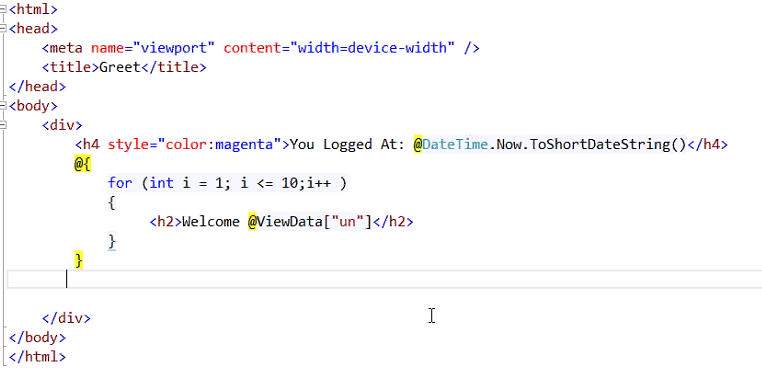 <html>
<head>
<meta name="viewport" content="width=device-width" />
<title>Greet</title>
</head>
<body>
<div>
<h4 style="color:magenta">You Logged At: @DateTime.Now.ToShortDateString()</h4>
@{
for (int i = 1; i <= 10;i++ )
{
<h2>Welcome @ViewData["un"]</h2>
}
}
</div>
</body>
</html>